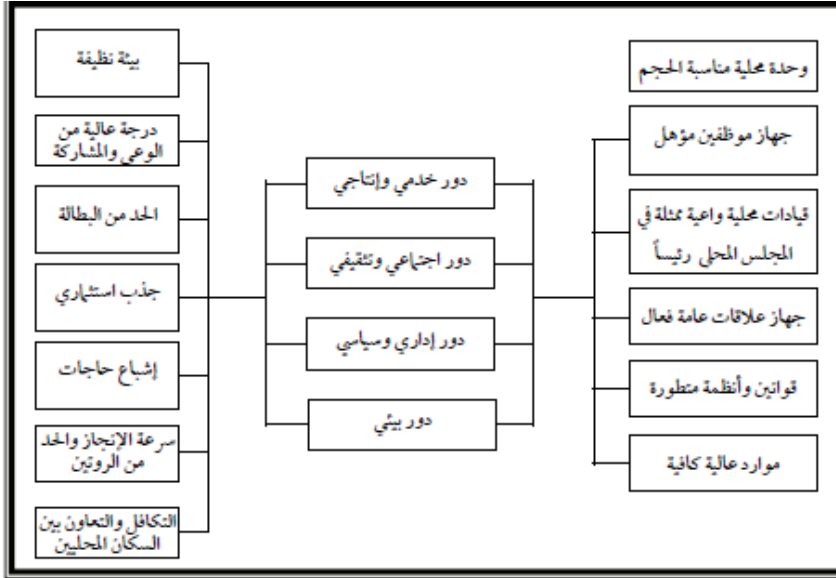 وحدة محلية مناسبة الحجم
جهاز موظفين مؤهل
قيادات محلية واعية ممثلة في
المجلس المحلي رئيساً
جهاز علاقات عامة فعال
قوانين وأنظمة متطورة
موارد عالية كافية
دور خدمي وإنتاجي
دور اجتماعي وتثقيفي
دور إداري وسياسي
دور بيئي
بيئة نظيفة
درجة عالية من
الوعي والمشاركة
الحد من البطالة
جذب استثماري
إشباع حاجات
سرعة الإنجاز والحد
من الروتين
التكافل والتعاون بين
السكان المحليين